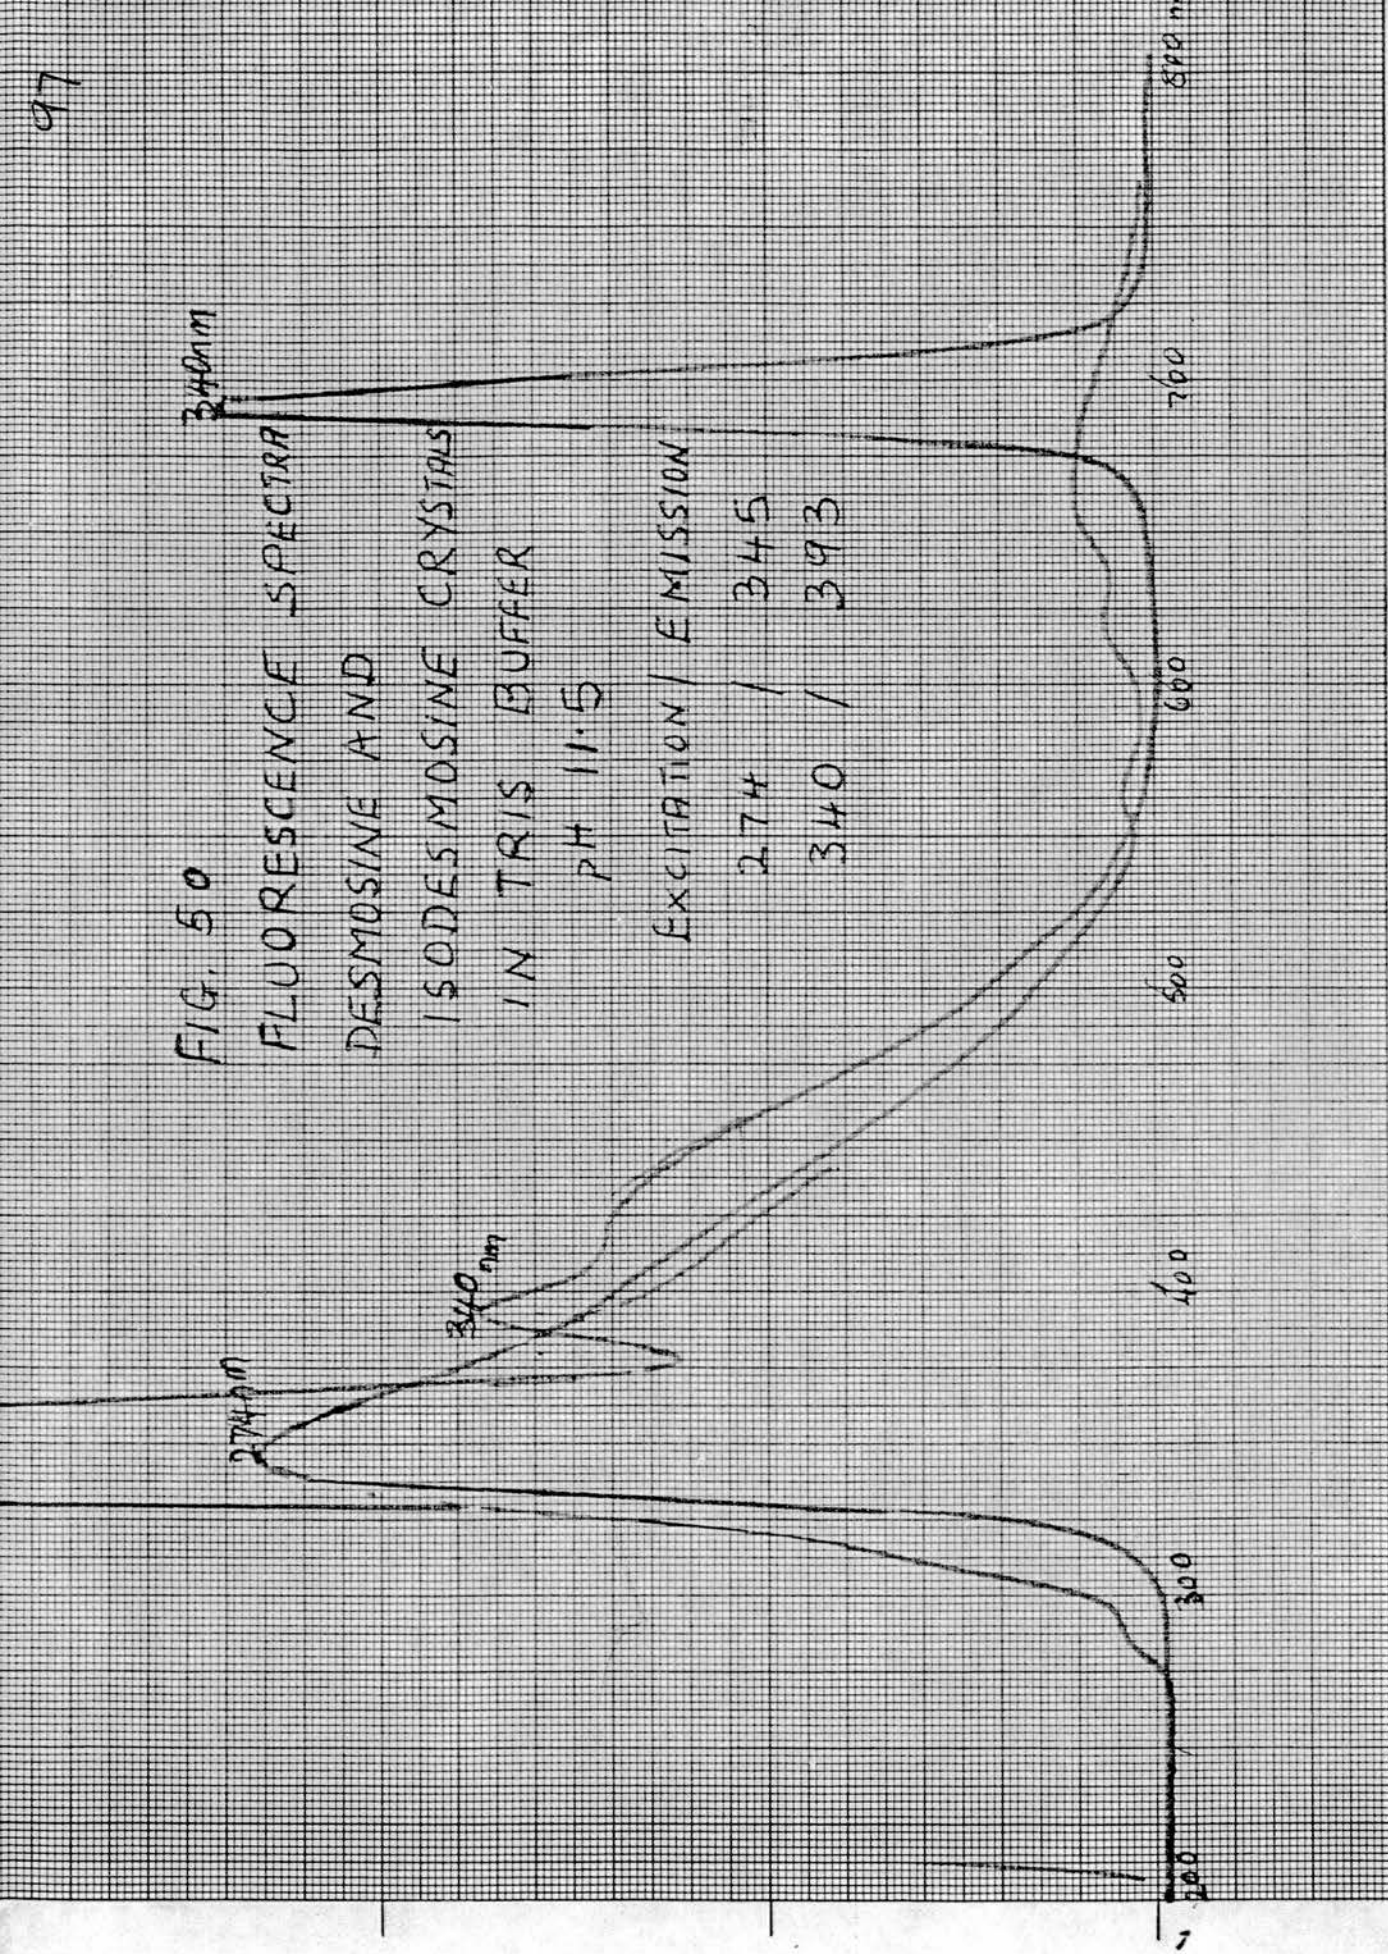 97
FIG. 50
FLUORESCENCE SPECTRA
DESMOSINE AND
ISODESMOSINE CRYSTALS
IN TRIS BUFFER
PH 11.5
EXCITATION / EMISSION
274 / 345
340 / 393
274nm
340nm
340nm
200
300
400
500
600
700
800